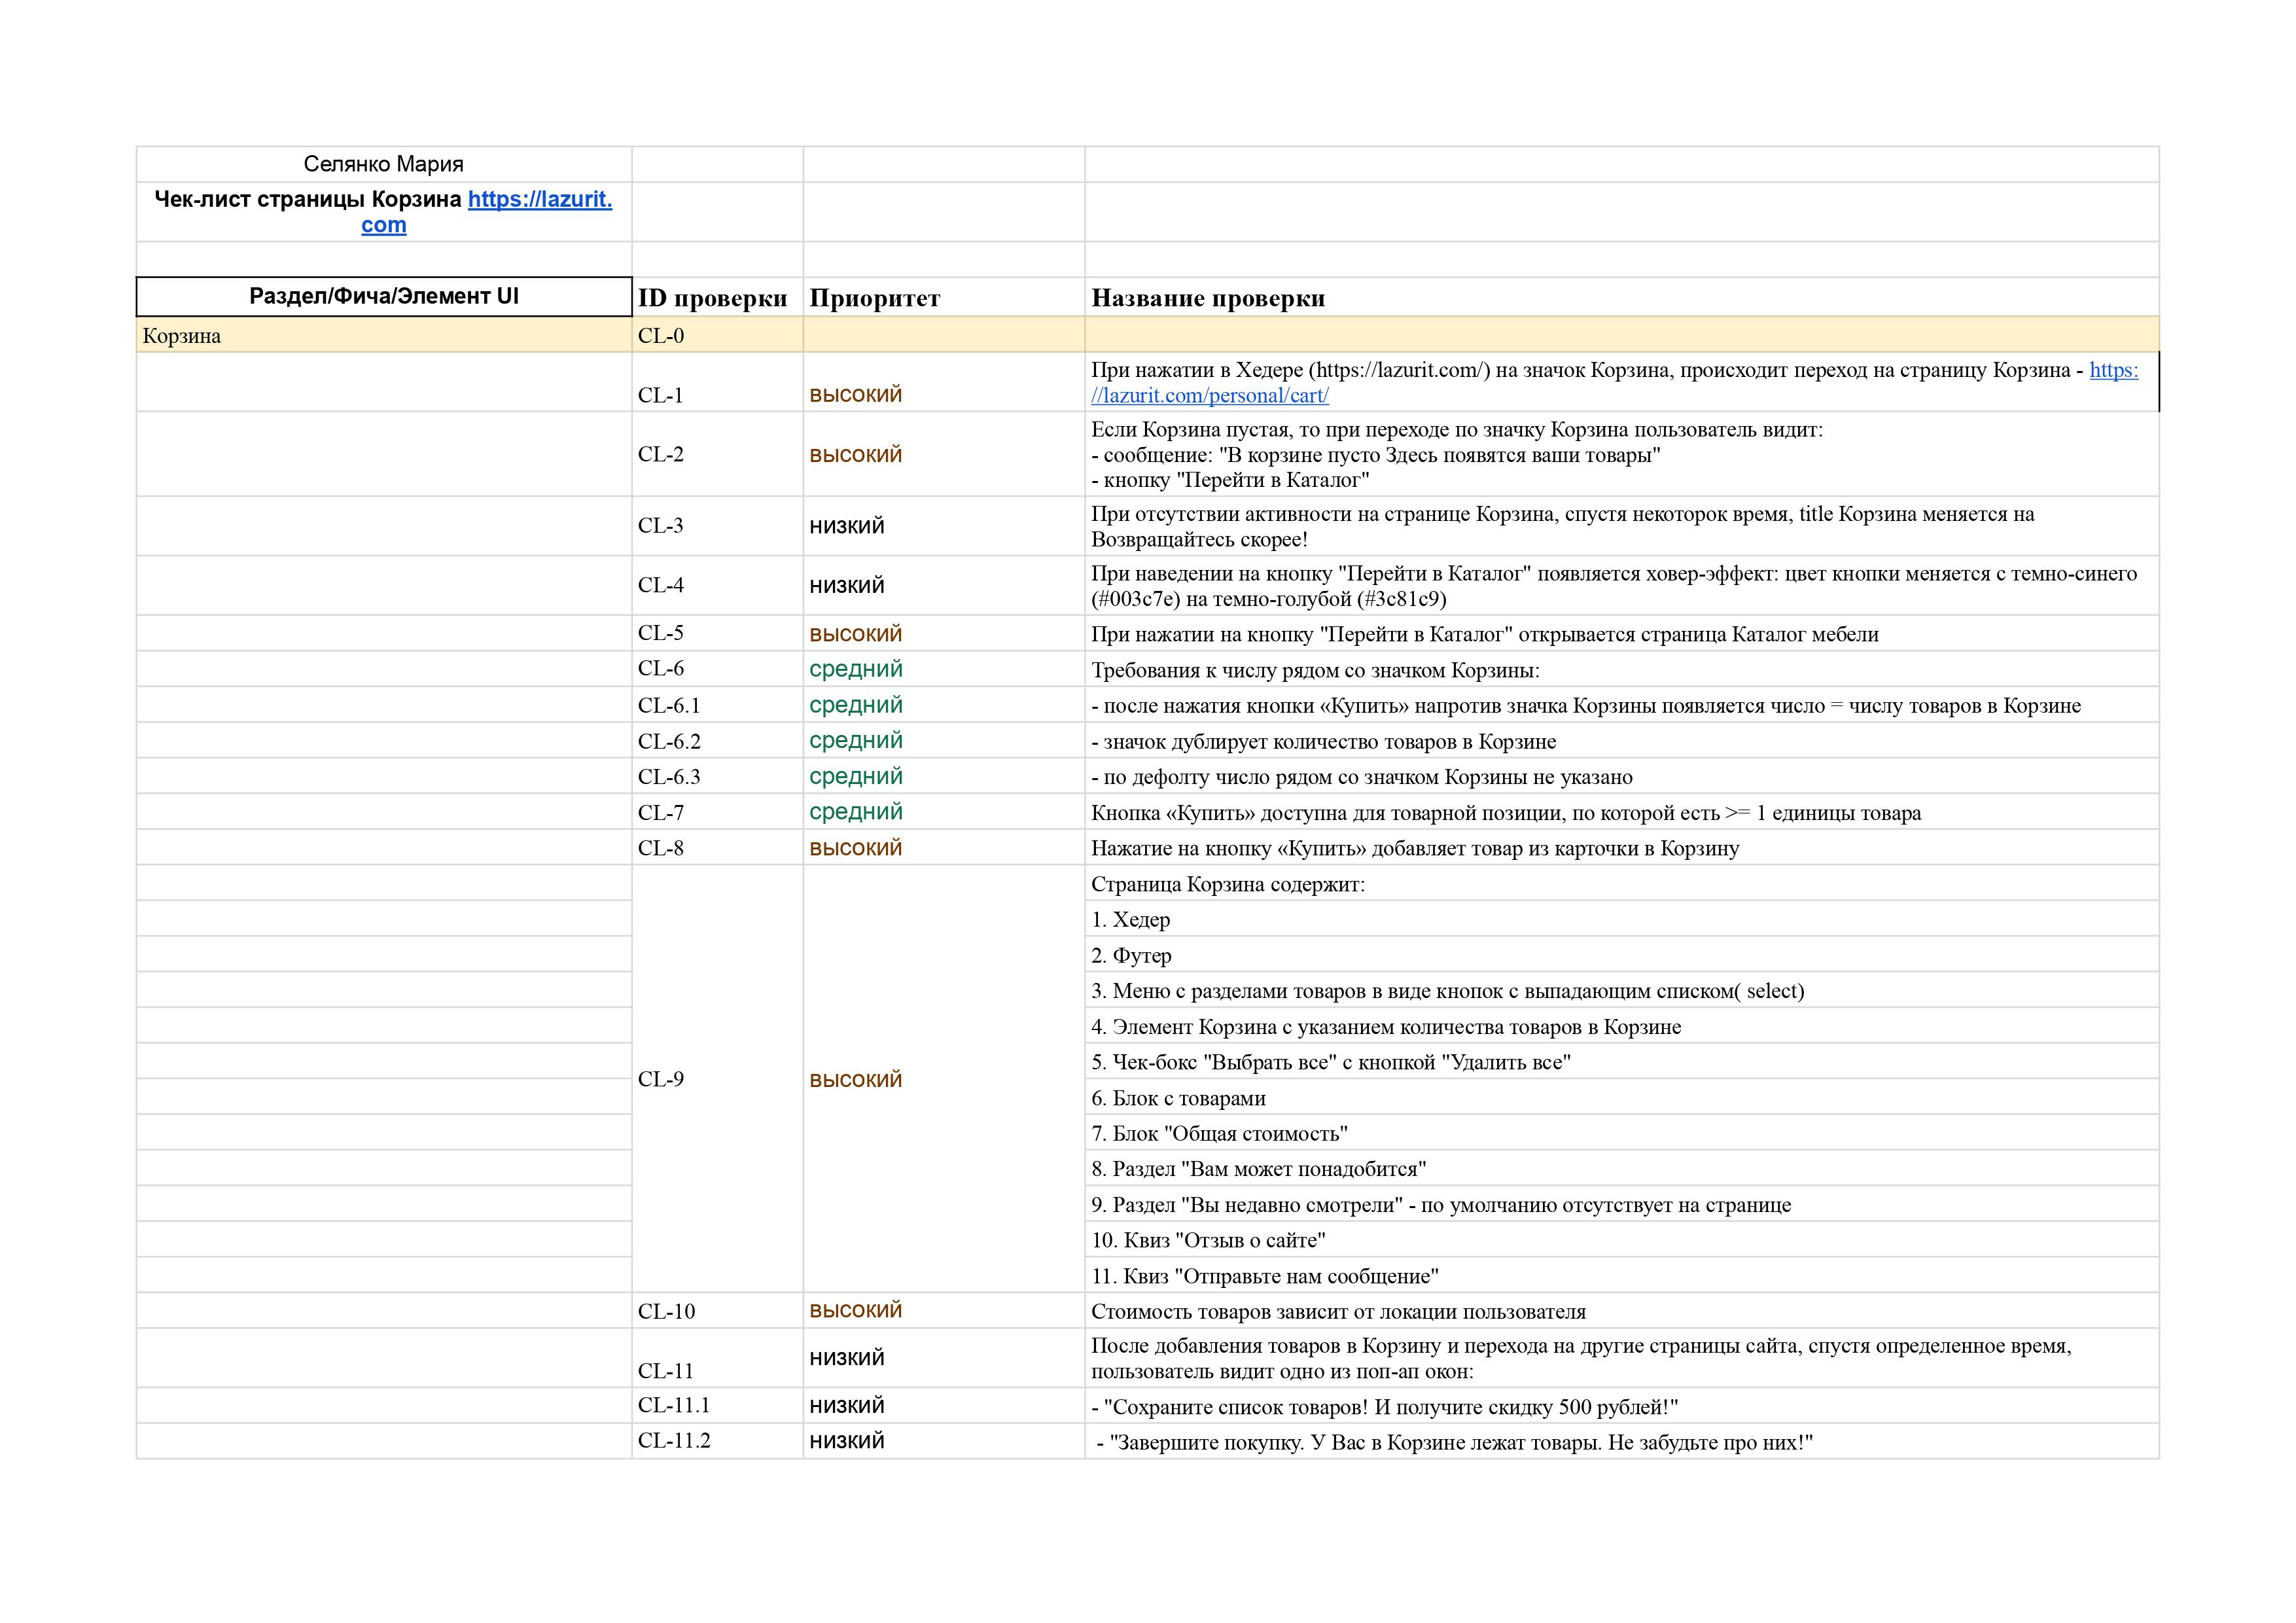 Селянко Мария
Чек-лист страницы Корзина https://lazurit.
com
Раздел/Фича/Элемент UI ID проверки Приоритет Название проверки
Корзина CL-0
При нажатии в Хедере (https://lazurit.com/) на значок Корзина, происходит переход на страницу Корзина - https:
CL-1 высокий //lazurit.com/personal/cart/
Если Корзина пустая, то при переходе по значку Корзина пользователь видит:
CL-2 высокий - сообщение: "В корзине пусто Здесь появятся ваши товары"
- кнопку "Перейти в Каталог"
CL-3 низкий При отсутствии активности на странице Корзина, спустя некоторок время, title Корзина меняется на
Возвращайтесь скорее!
CL-4 низкий При наведении на кнопку "Перейти в Каталог" появляется ховер-эффект: цвет кнопки меняется с темно-синего
(#003c7e) на темно-голубой (#3c81c9)
CL-5 высокий При нажатии на кнопку "Перейти в Каталог" открывается страница Каталог мебели
CL-6 средний Требования к числу рядом со значком Корзины:
CL-6.1 средний - после нажатия кнопки «Купить» напротив значка Корзины появляется число = числу товаров в Корзине
CL-6.2 средний - значок дублирует количество товаров в Корзине
CL-6.3 средний - по дефолту число рядом со значком Корзины не указано
CL-7 средний Кнопка «Купить» доступна для товарной позиции, по которой есть >= 1 единицы товара
CL-8 высокий Нажатие на кнопку «Купить» добавляет товар из карточки в Корзину
Страница Корзина содержит:
1. Хедер
2. Футер
3. Меню с разделами товаров в виде кнопок с выпадающим списком( select)
4. Элемент Корзина с указанием количества товаров в Корзине
5. Чек-бокс "Выбрать все" с кнопкой "Удалить все"
CL-9 высокий
6. Блок с товарами
7. Блок "Общая стоимость"
8. Раздел "Вам может понадобится"
9. Раздел "Вы недавно смотрели" - по умолчанию отсутствует на странице
10. Квиз "Отзыв о сайте"
11. Квиз "Отправьте нам сообщение"
CL-10 высокий Стоимость товаров зависит от локации пользователя
После добавления товаров в Корзину и перехода на другие страницы сайта, спустя определенное время,
CL-11 низкий пользователь видит одно из поп-ап окон:
CL-11.1 низкий - "Сохраните список товаров! И получите скидку 500 рублей!"
CL-11.2 низкий - "Завершите покупку. У Вас в Корзине лежат товары. Не забудьте про них!"